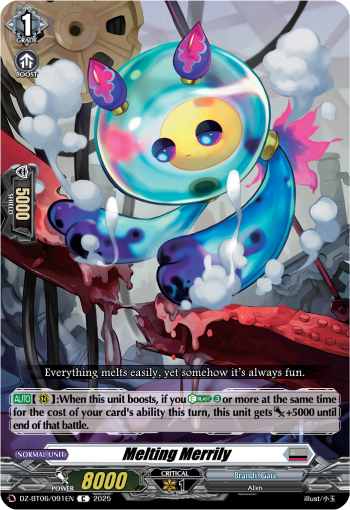 1
GRADE
BOOST
5000
SHIELD
Everything melts easily, yet somehow it's always fun.
AUTO (R):When this unit boosts, if you E-BLAST 3 or more at the same time
for the cost of your card's ability this turn, this unit gets +5000 until
end of that battle.
NORMAL UNIT
Melting Merrily
POWER 8000
CRITICAL
1
Brandt Gate
Alien
DZ-BT06/091EN C 2025
illust/小玉